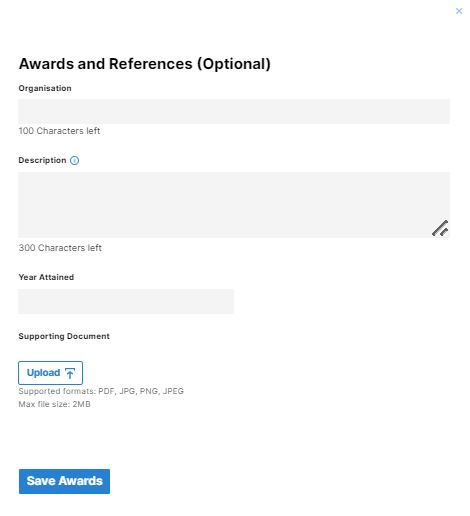 Awards and References (Optional)
Organisation
100 Characters left
Description
300 Characters left
Year Attained
Supporting Document
Upload
Supported formats: PDF, JPG, PNG, JPEG
Max file size: 2MB
Save Awards